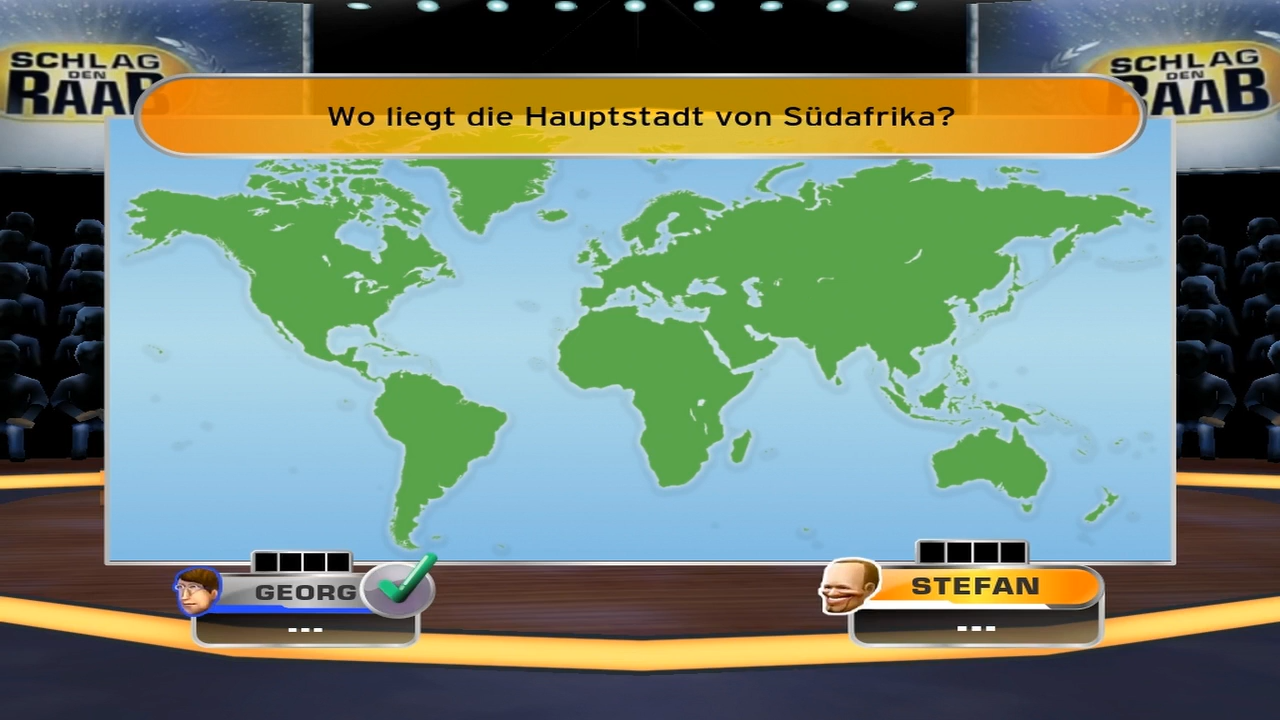 SCHLAG
DEN
RAAB
SCHLAG
DEN
RAAB
Wo liegt die Hauptstadt von Südafrika?
GEORG
---
STEFAN
---